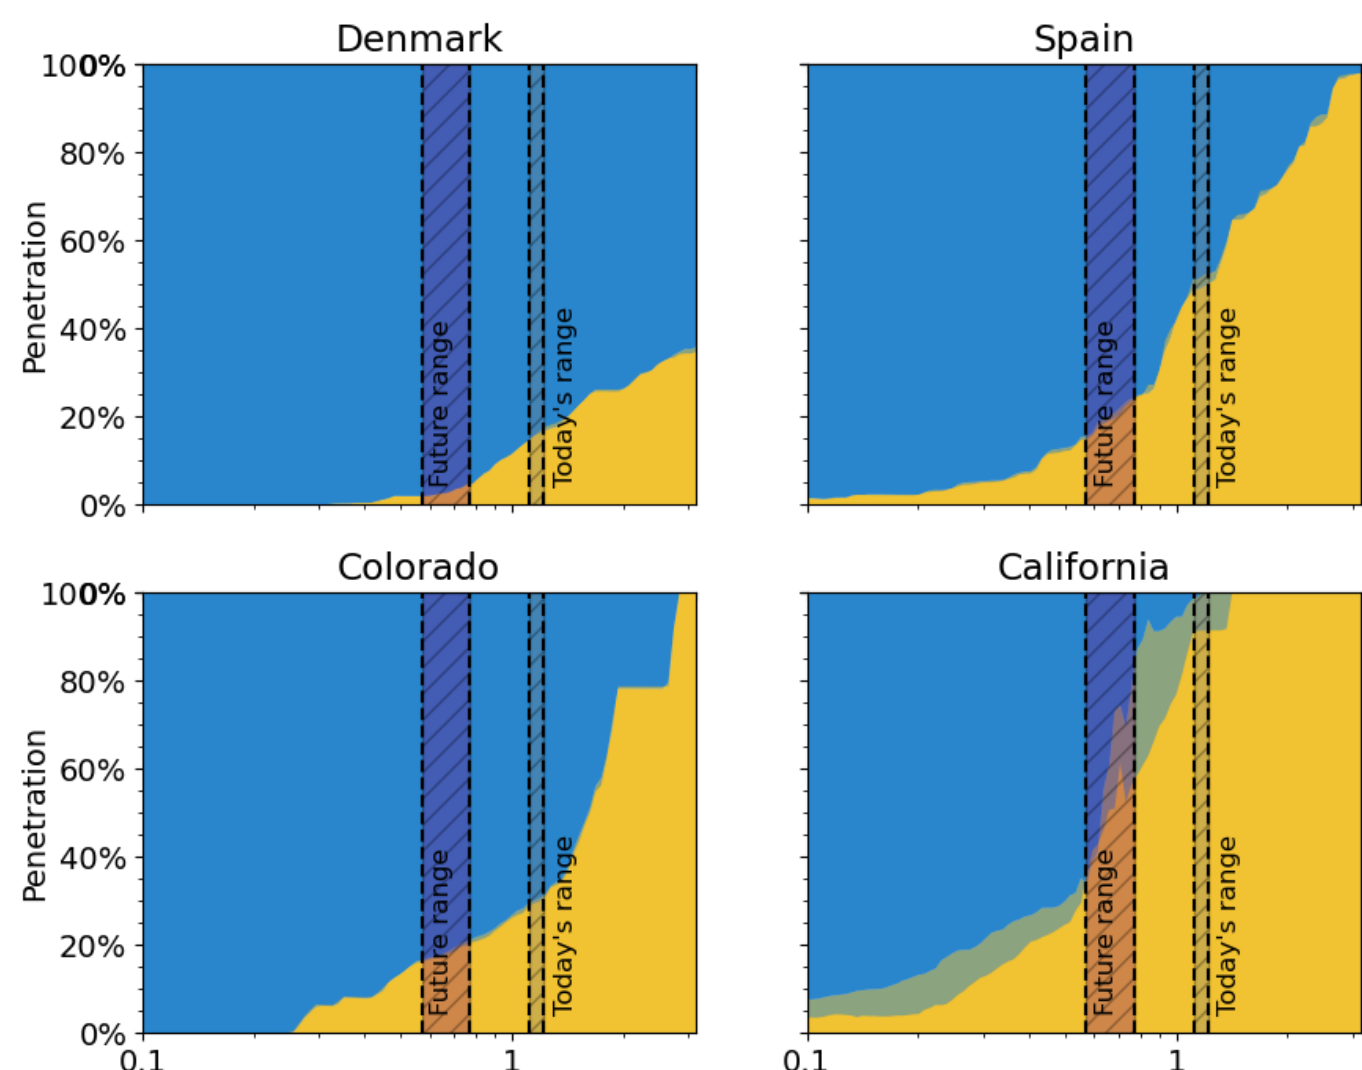 Denmark
Spain
100%
0%
80%
60%
40%
20%
0%
Penetration
Future range
Today's range
Future range
Today's range
Colorado
California
100%
0%
80%
60%
40%
20%
0%
Penetration
Future range
Today's range
Future range
Today's range
0.1
1
0.1
1